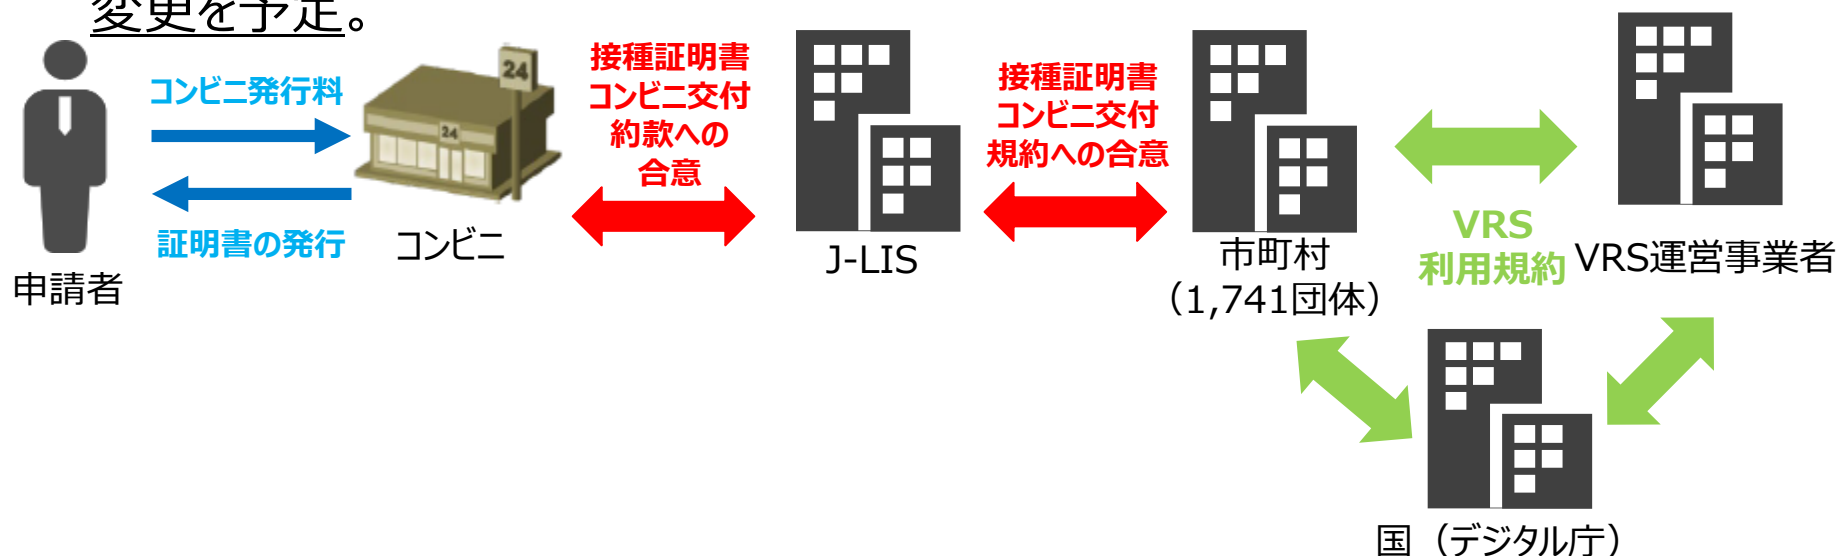 変更を予定。
コンビニ発行料
証明書の発行
申請者
24
24
コンビニ
接種証明書
コンビニ交付
約款への
合意
J-LIS
接種証明書
コンビニ交付
規約への合意
市町村
（1,741団体）
VRS
利用規約
VRS運営事業者
国（デジタル庁）